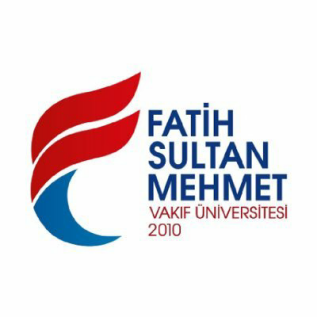 FATİH
SULTAN
MEHMET
VAKIF ÜNİVERSİTESİ
2010